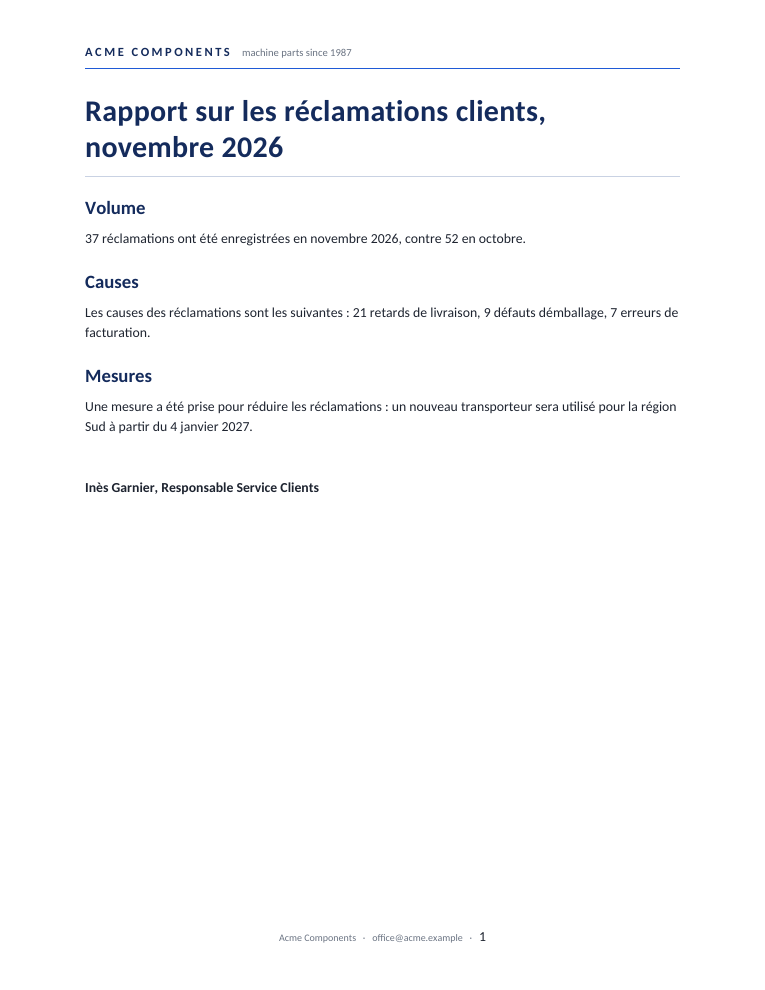 ACME COMPONENTS machine parts since 1987
Rapport sur les réclamations clients,
novembre 2026
Volume
37 réclamations ont été enregistrées en novembre 2026, contre 52 en octobre.
Causes
Les causes des réclamations sont les suivantes : 21 retards de livraison, 9 défauts démballage, 7 erreurs de
facturation.
Mesures
Une mesure a été prise pour réduire les réclamations : un nouveau transporteur sera utilisé pour la région
Sud à partir du 4 janvier 2027.
Inès Garnier, Responsable Service Clients
Acme Components · office@acme.example · 1